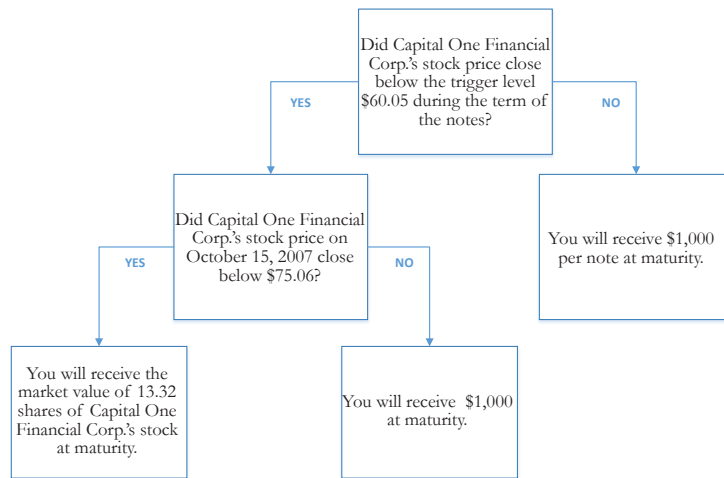 Did Capital One Financial
Corp.'s stock price close
below the trigger level
$60.05 during the term of
the notes?
YES
NO
Did Capital One Financial
Corp.'s stock price on
October 15, 2007 close
below $75.06?
You will receive $1,000
per note at maturity.
YES
NO
You will receive the
market value of 13.32
shares of Capital One
Financial Corp.'s stock
at maturity.
You will receive $1,000
at maturity.